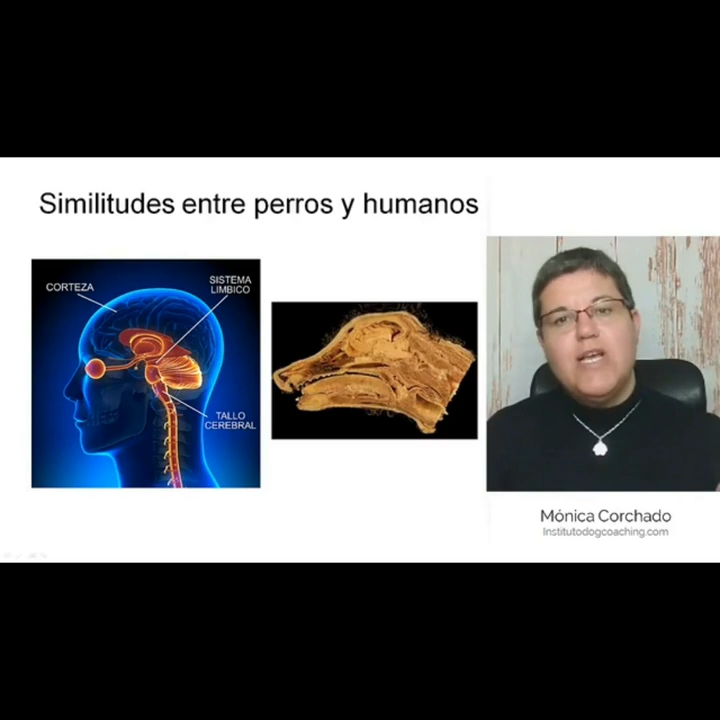 Similitudes entre perros y humanos
CORTEZA
SISTEMA
LIMBICO
TALLO
CEREBRAL
Mónica Corchado
Institutodogcoaching.com